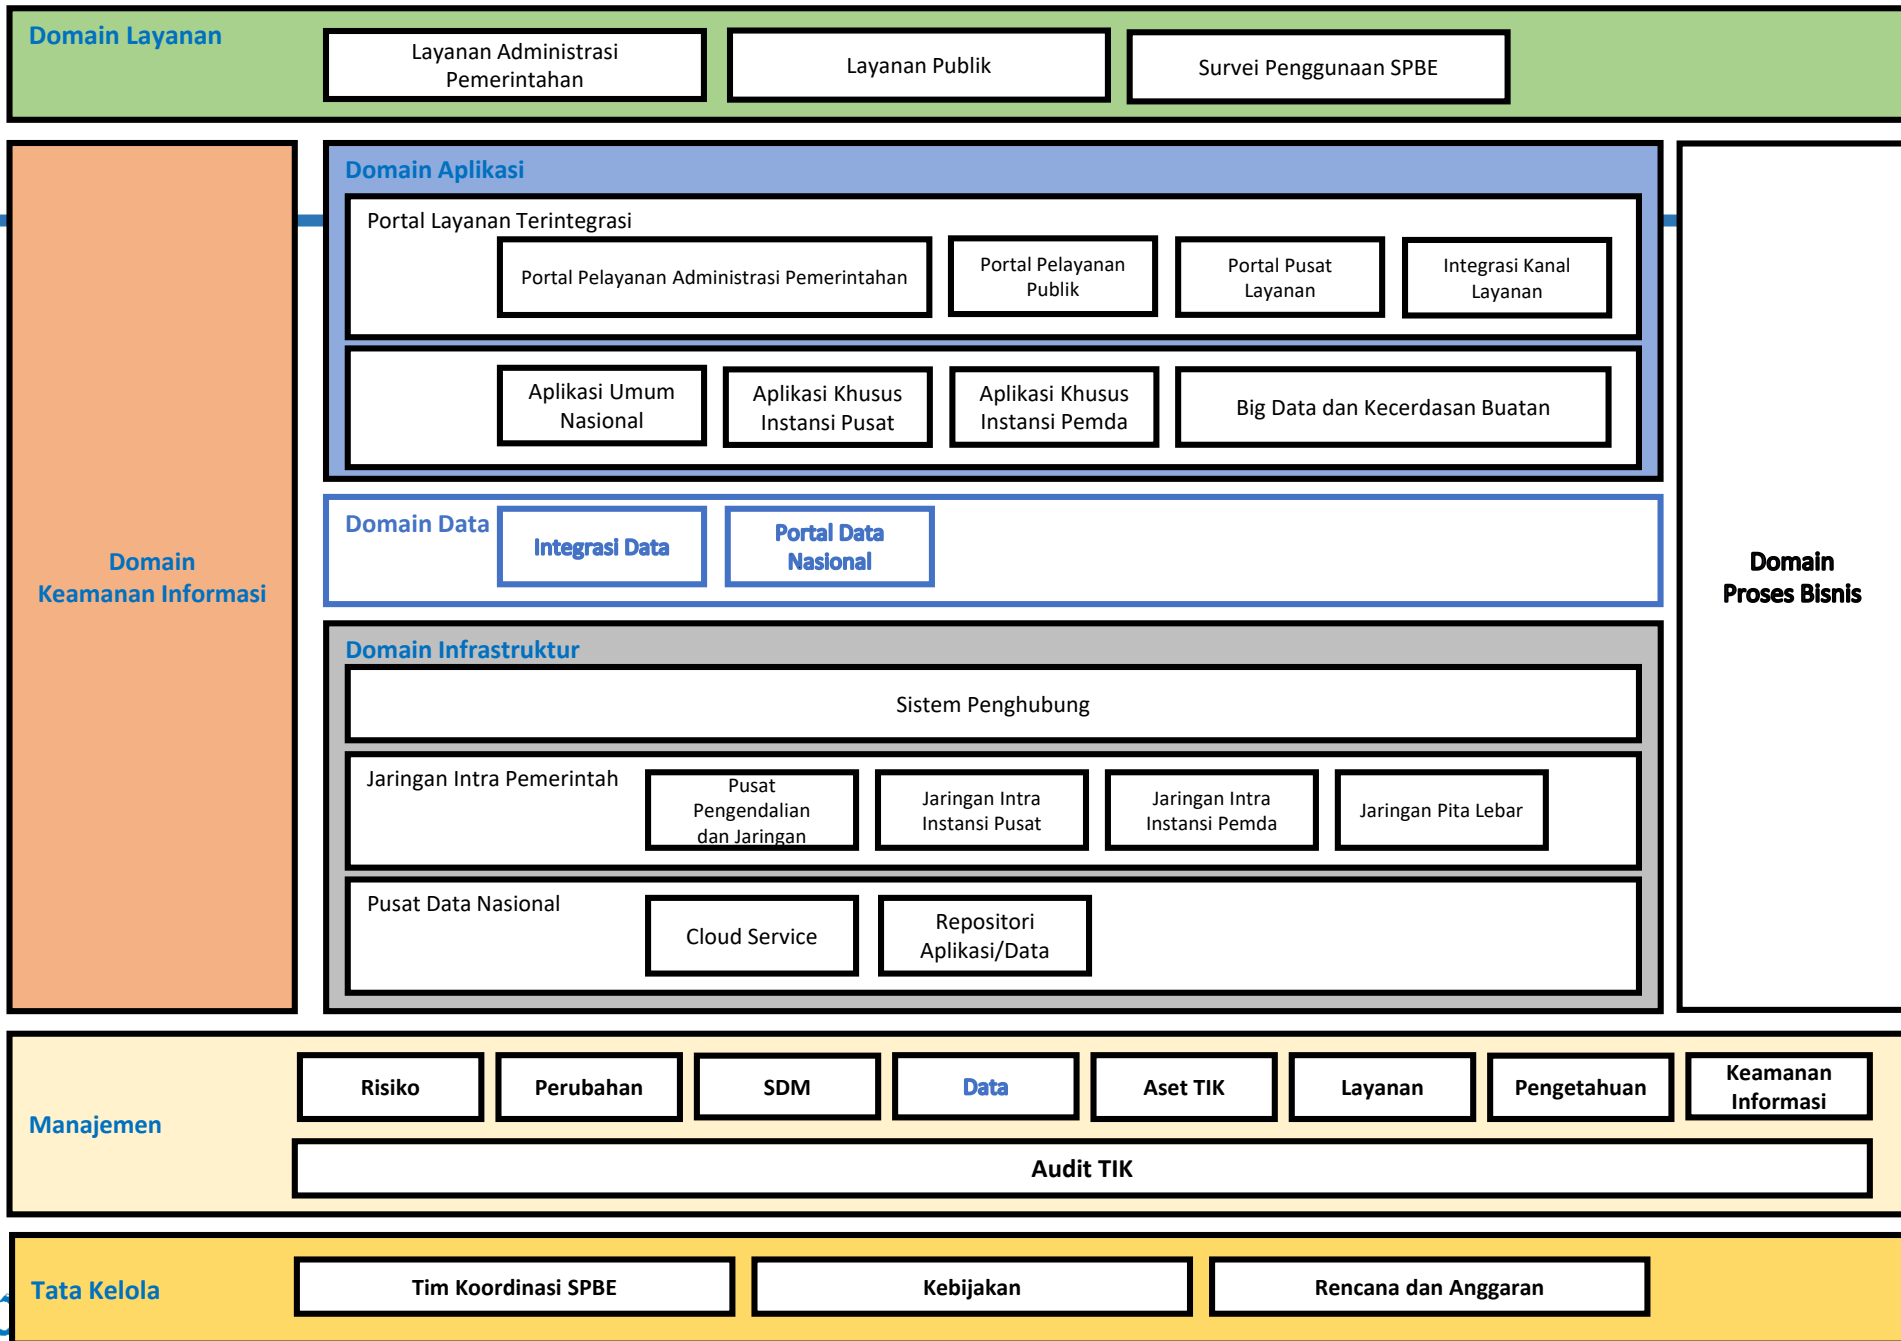 Domain Layanan
Layanan Administrasi
Pemerintahan
Layanan Publik
Survei Penggunaan SPBE
Domain
Keamanan Informasi
Domain Aplikasi
Portal Layanan Terintegrasi
Portal Pelayanan Administrasi Pemerintahan
Portal Pelayanan
Publik
Portal Pusat
Layanan
Integrasi Kanal
Layanan
Aplikasi Umum
Nasional
Aplikasi Khusus
Instansi Pusat
Aplikasi Khusus
Instansi Pemda
Big Data dan Kecerdasan Buatan
Domain Data
Integrasi Data
Portal Data
Nasional
Domain Infrastruktur
Sistem Penghubung
Jaringan Intra Pemerintah
Pusat
Pengendalian
dan Jaringan
Jaringan Intra
Instansi Pusat
Jaringan Intra
Instansi Pemda
Jaringan Pita Lebar
Pusat Data Nasional
Cloud Service
Repositori
Aplikasi/Data
Domain
Proses Bisnis
Manajemen
Risiko
Perubahan
SDM
Data
Aset TIK
Layanan
Pengetahuan
Keamanan
Informasi
Audit TIK
Tata Kelola
Tim Koordinasi SPBE
Kebijakan
Rencana dan Anggaran